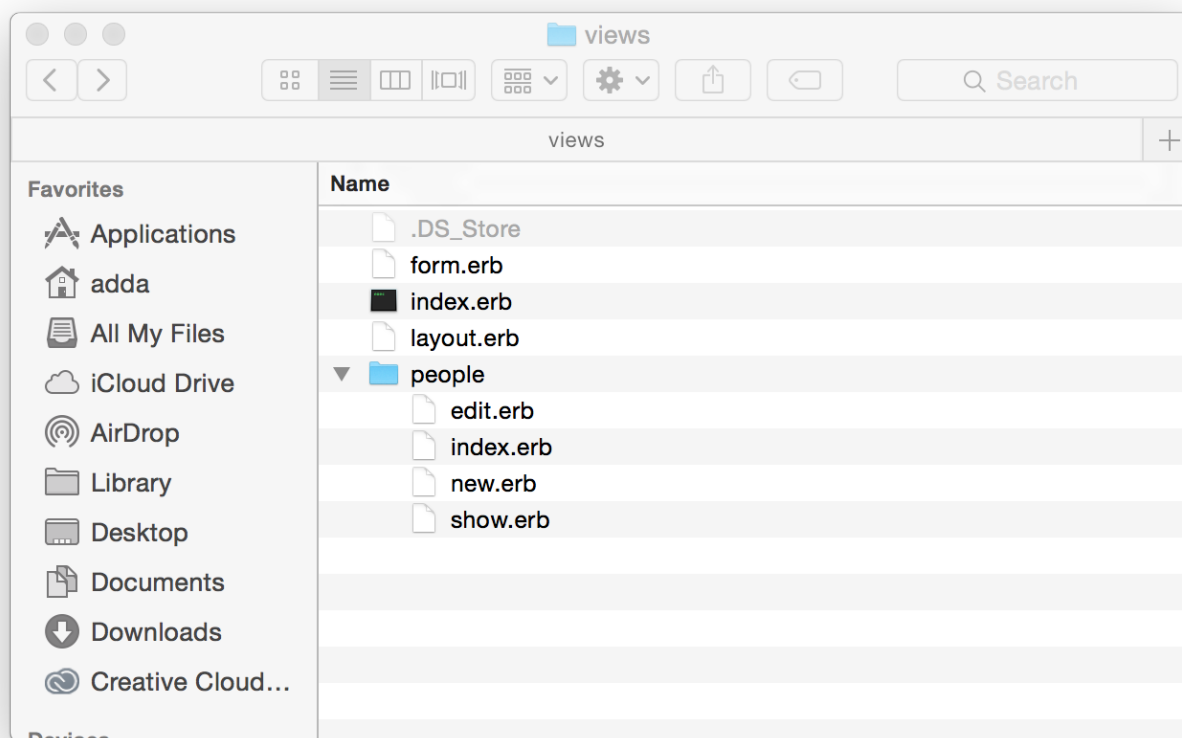 views
Search
views
Favorites
Applications
adda
All My Files
iCloud Drive
AirDrop
Library
Desktop
Documents
Downloads
Creative Cloud...
Devices
Name
.DS_Store
form.erb
index.erb
layout.erb
people
edit.erb
index.erb
new.erb
show.erb